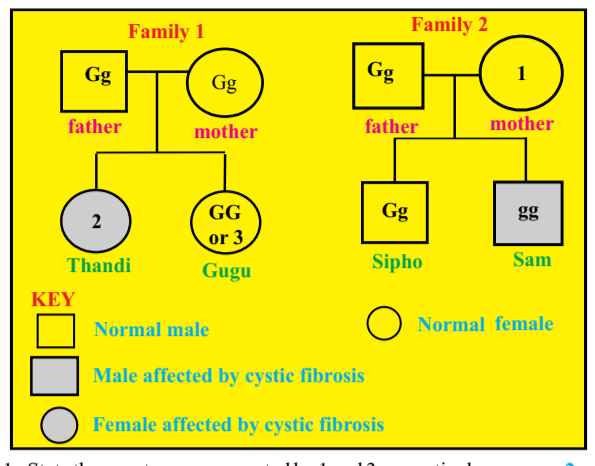 Family 1
Family 2
Gg
Gg
Gg
1
father
mother
father
mother
2
GG
or 3
Gg
gg
Thandi
Gugu
Sipho
Sam
KEY
Normal male
Normal female
Male affected by cystic fibrosis
Female affected by cystic fibrosis